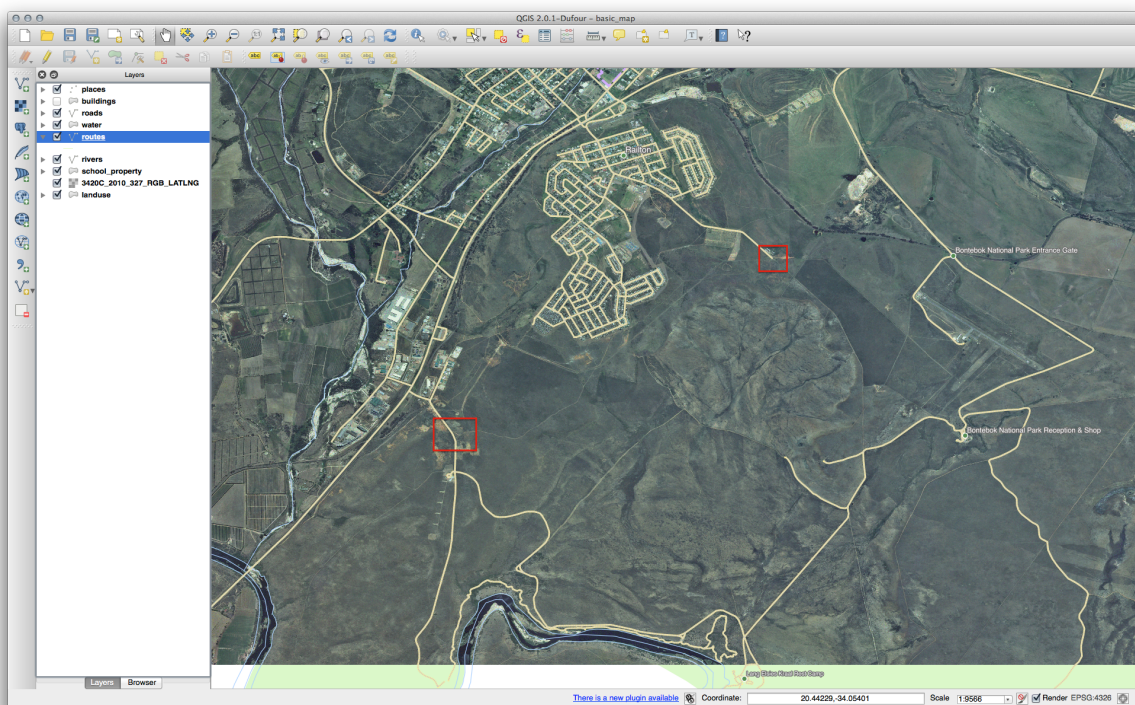 QGIS 2.0.1-Dufour – basic_map
Layers
places
buildings
roads
water
routes
rivers
school_property
3420C_2010_327_RGB_LATLNG
landuse
Railton
Bontebok National Park Entrance Gate
Bontebok National Park Reception & Shop
Lang Elsies Kraal Rest Camp
Layers Browser
There is a new plugin available Coordinate: 20.44229,-34.05401 Scale 1:9566 Render EPSG:4326